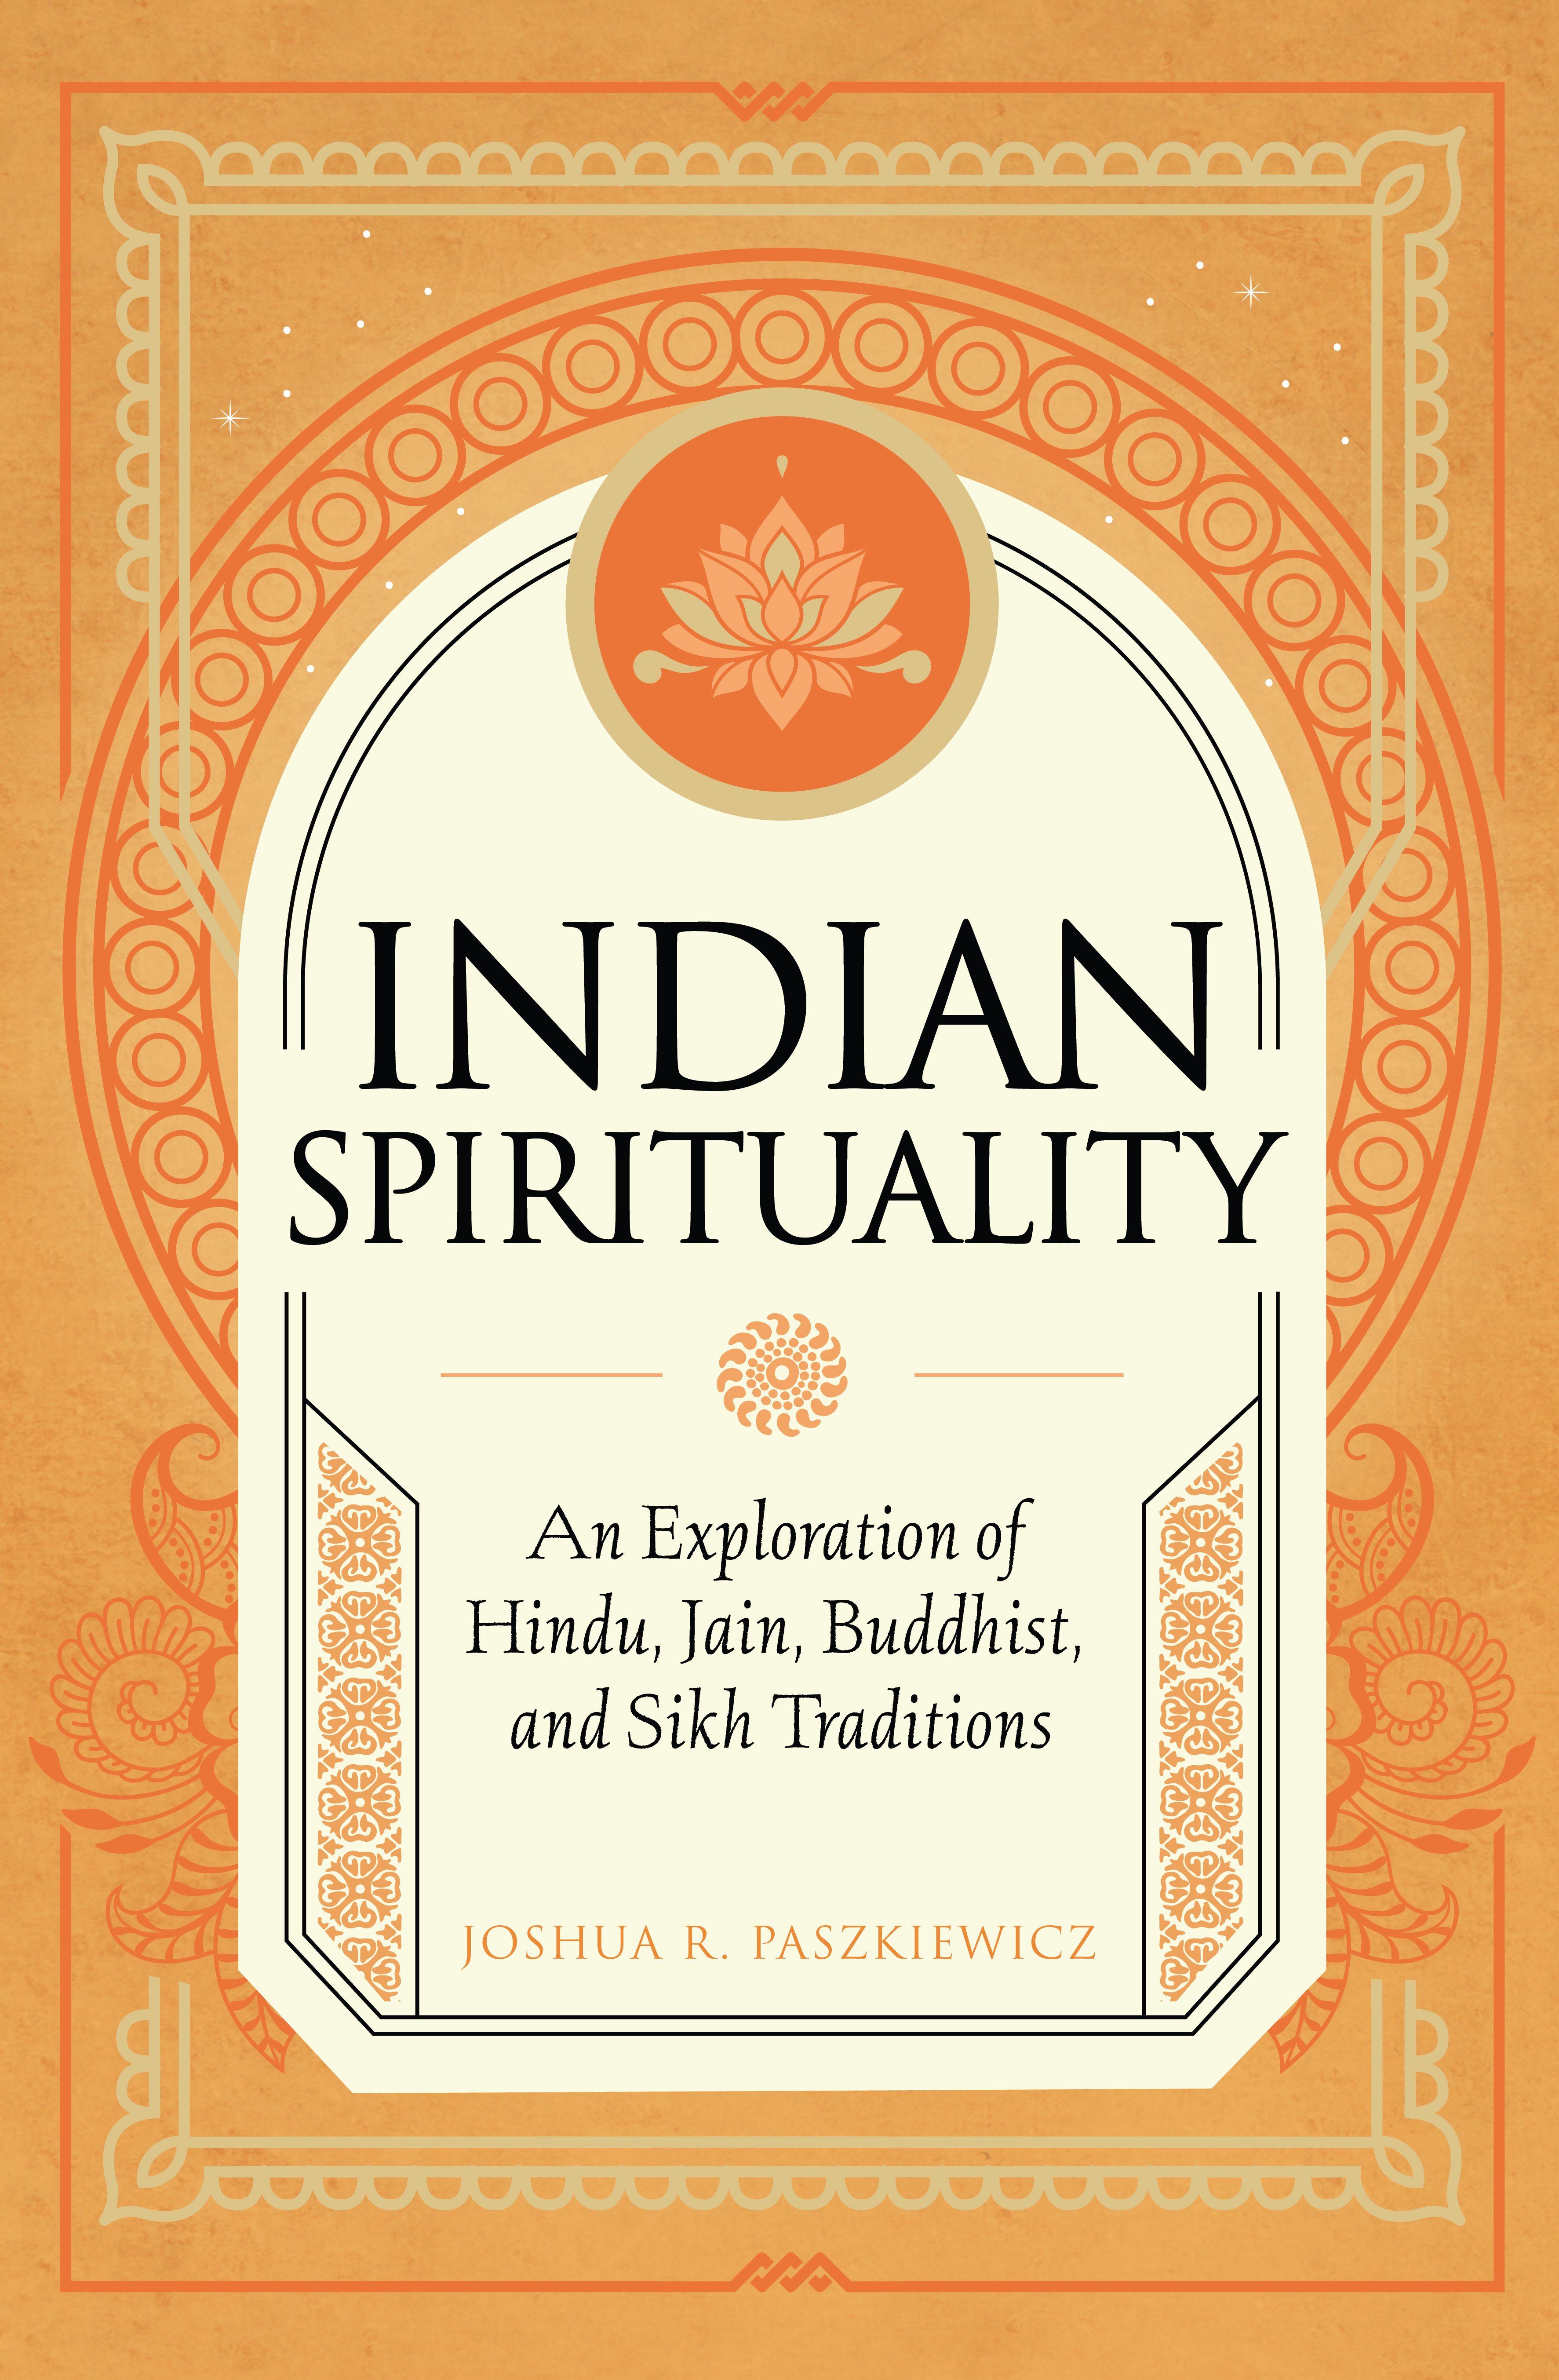 INDIAN
SPIRITUALITY
An Exploration of
Hindu, Jain, Buddhist,
and Sikh Traditions
JOSHUA R. PASZKIEWICZ